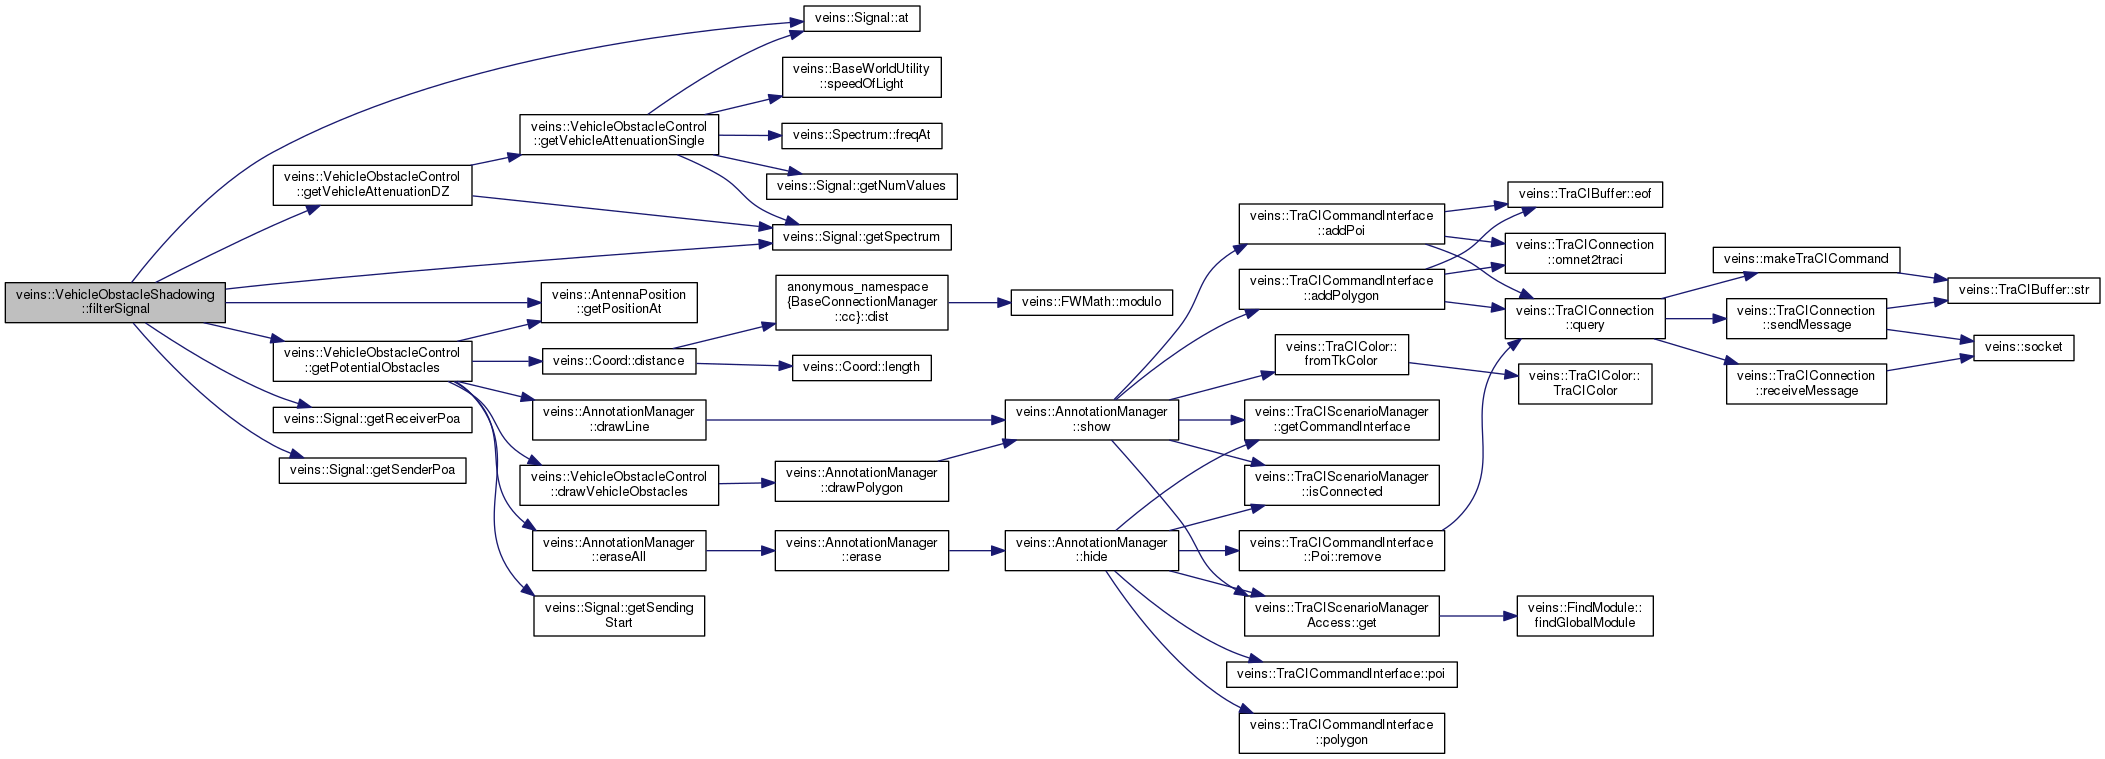 veins::VehicleObstacleShadowing
::filterSignal
veins::VehicleObstacleControl
::getVehicleAttenuationDZ
veins::VehicleObstacleControl
::getPotentialObstacles
veins::Signal::getReceiverPoa
veins::Signal::getSenderPoa
veins::VehicleObstacleControl
::getVehicleAttenuationSingle
veins::AntennaPosition
::getPositionAt
veins::Coord::distance
veins::AnnotationManager
::drawLine
veins::VehicleObstacleControl
::drawVehicleObstacles
veins::AnnotationManager
::eraseAll
veins::Signal::getSending
Start
veins::Signal::at
veins::BaseWorldUtility
::speedOfLight
veins::Spectrum::freqAt
veins::Signal::getNumValues
veins::Signal::getSpectrum
anonymous_namespace
{BaseConnectionManager
::cc}::dist
veins::Coord::length
veins::AnnotationManager
::drawPolygon
veins::AnnotationManager
::erase
veins::FWMath::modulo
veins::AnnotationManager
::show
veins::AnnotationManager
::hide
veins::TraCICommandInterface
::addPoi
veins::TraCICommandInterface
::addPolygon
veins::TraCIColor::
fromTkColor
veins::TraCIScenarioManager
::getCommandInterface
veins::TraCIScenarioManager
::isConnected
veins::TraCICommandInterface
::Poi::remove
veins::TraCIScenarioManager
Access::get
veins::TraCICommandInterface::poi
veins::TraCICommandInterface
::polygon
veins::TraCIBuffer::eof
veins::TraCIConnection
::omnet2traci
veins::TraCIConnection
::query
veins::TraCIColor::
TraCIColor
veins::FindModule::
findGlobalModule
veins::makeTraCICommand
veins::TraCIConnection
::sendMessage
veins::TraCIConnection
::receiveMessage
veins::TraCIBuffer::str
veins::socket